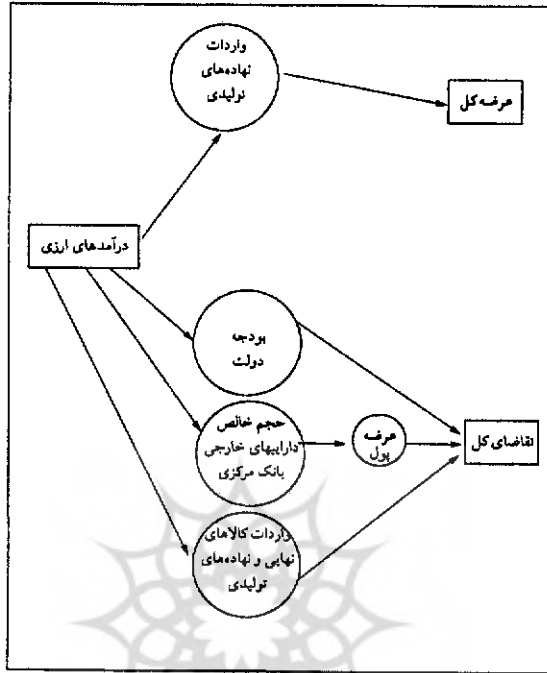 واردات
نهاده‌های
تولیدی
عرضه کل
درآمدهای ارزی
بودجه
دولت
حجم خالص
داراییهای خارجی
بانک مرکزی
عرضه
پول
تقاضای کل
واردات کالاهای
نهایی و نهاده‌های
تولیدی